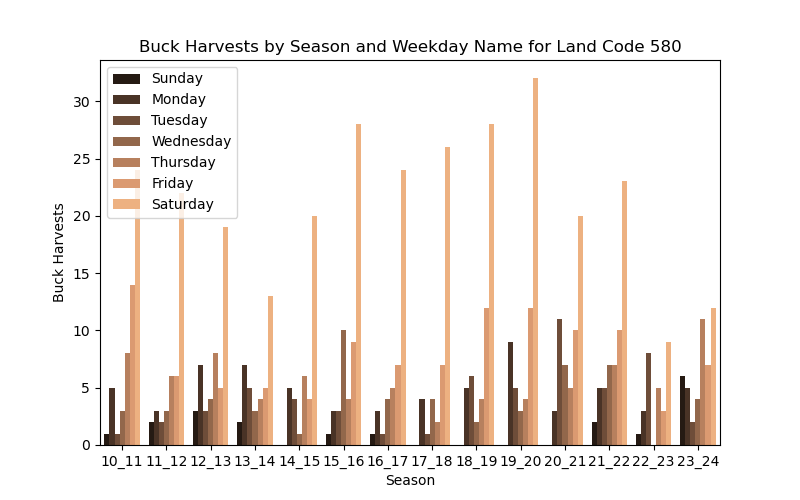 Buck Harvests by Season and Weekday Name for Land Code 580
Sunday
Monday
Tuesday
Wednesday
Thursday
Friday
Saturday
30
25
20
15
10
5
0
Buck Harvests
10_11 11_12 12_13 13_14 14_15 15_16 16_17 17_18 18_19 19_20 20_21 21_22 22_23 23_24
Season